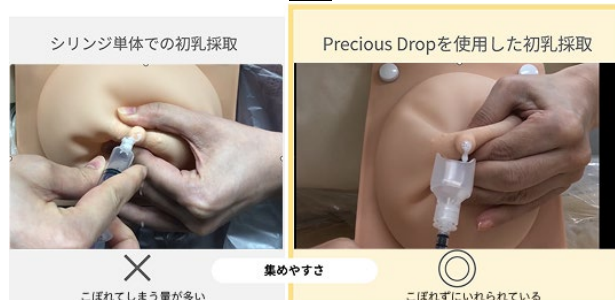 シリンジ単体での初乳採取
Precious Dropを使用した初乳採取
集めやすさ
こぼれてしまう量が多い
こぼれずにいれられている